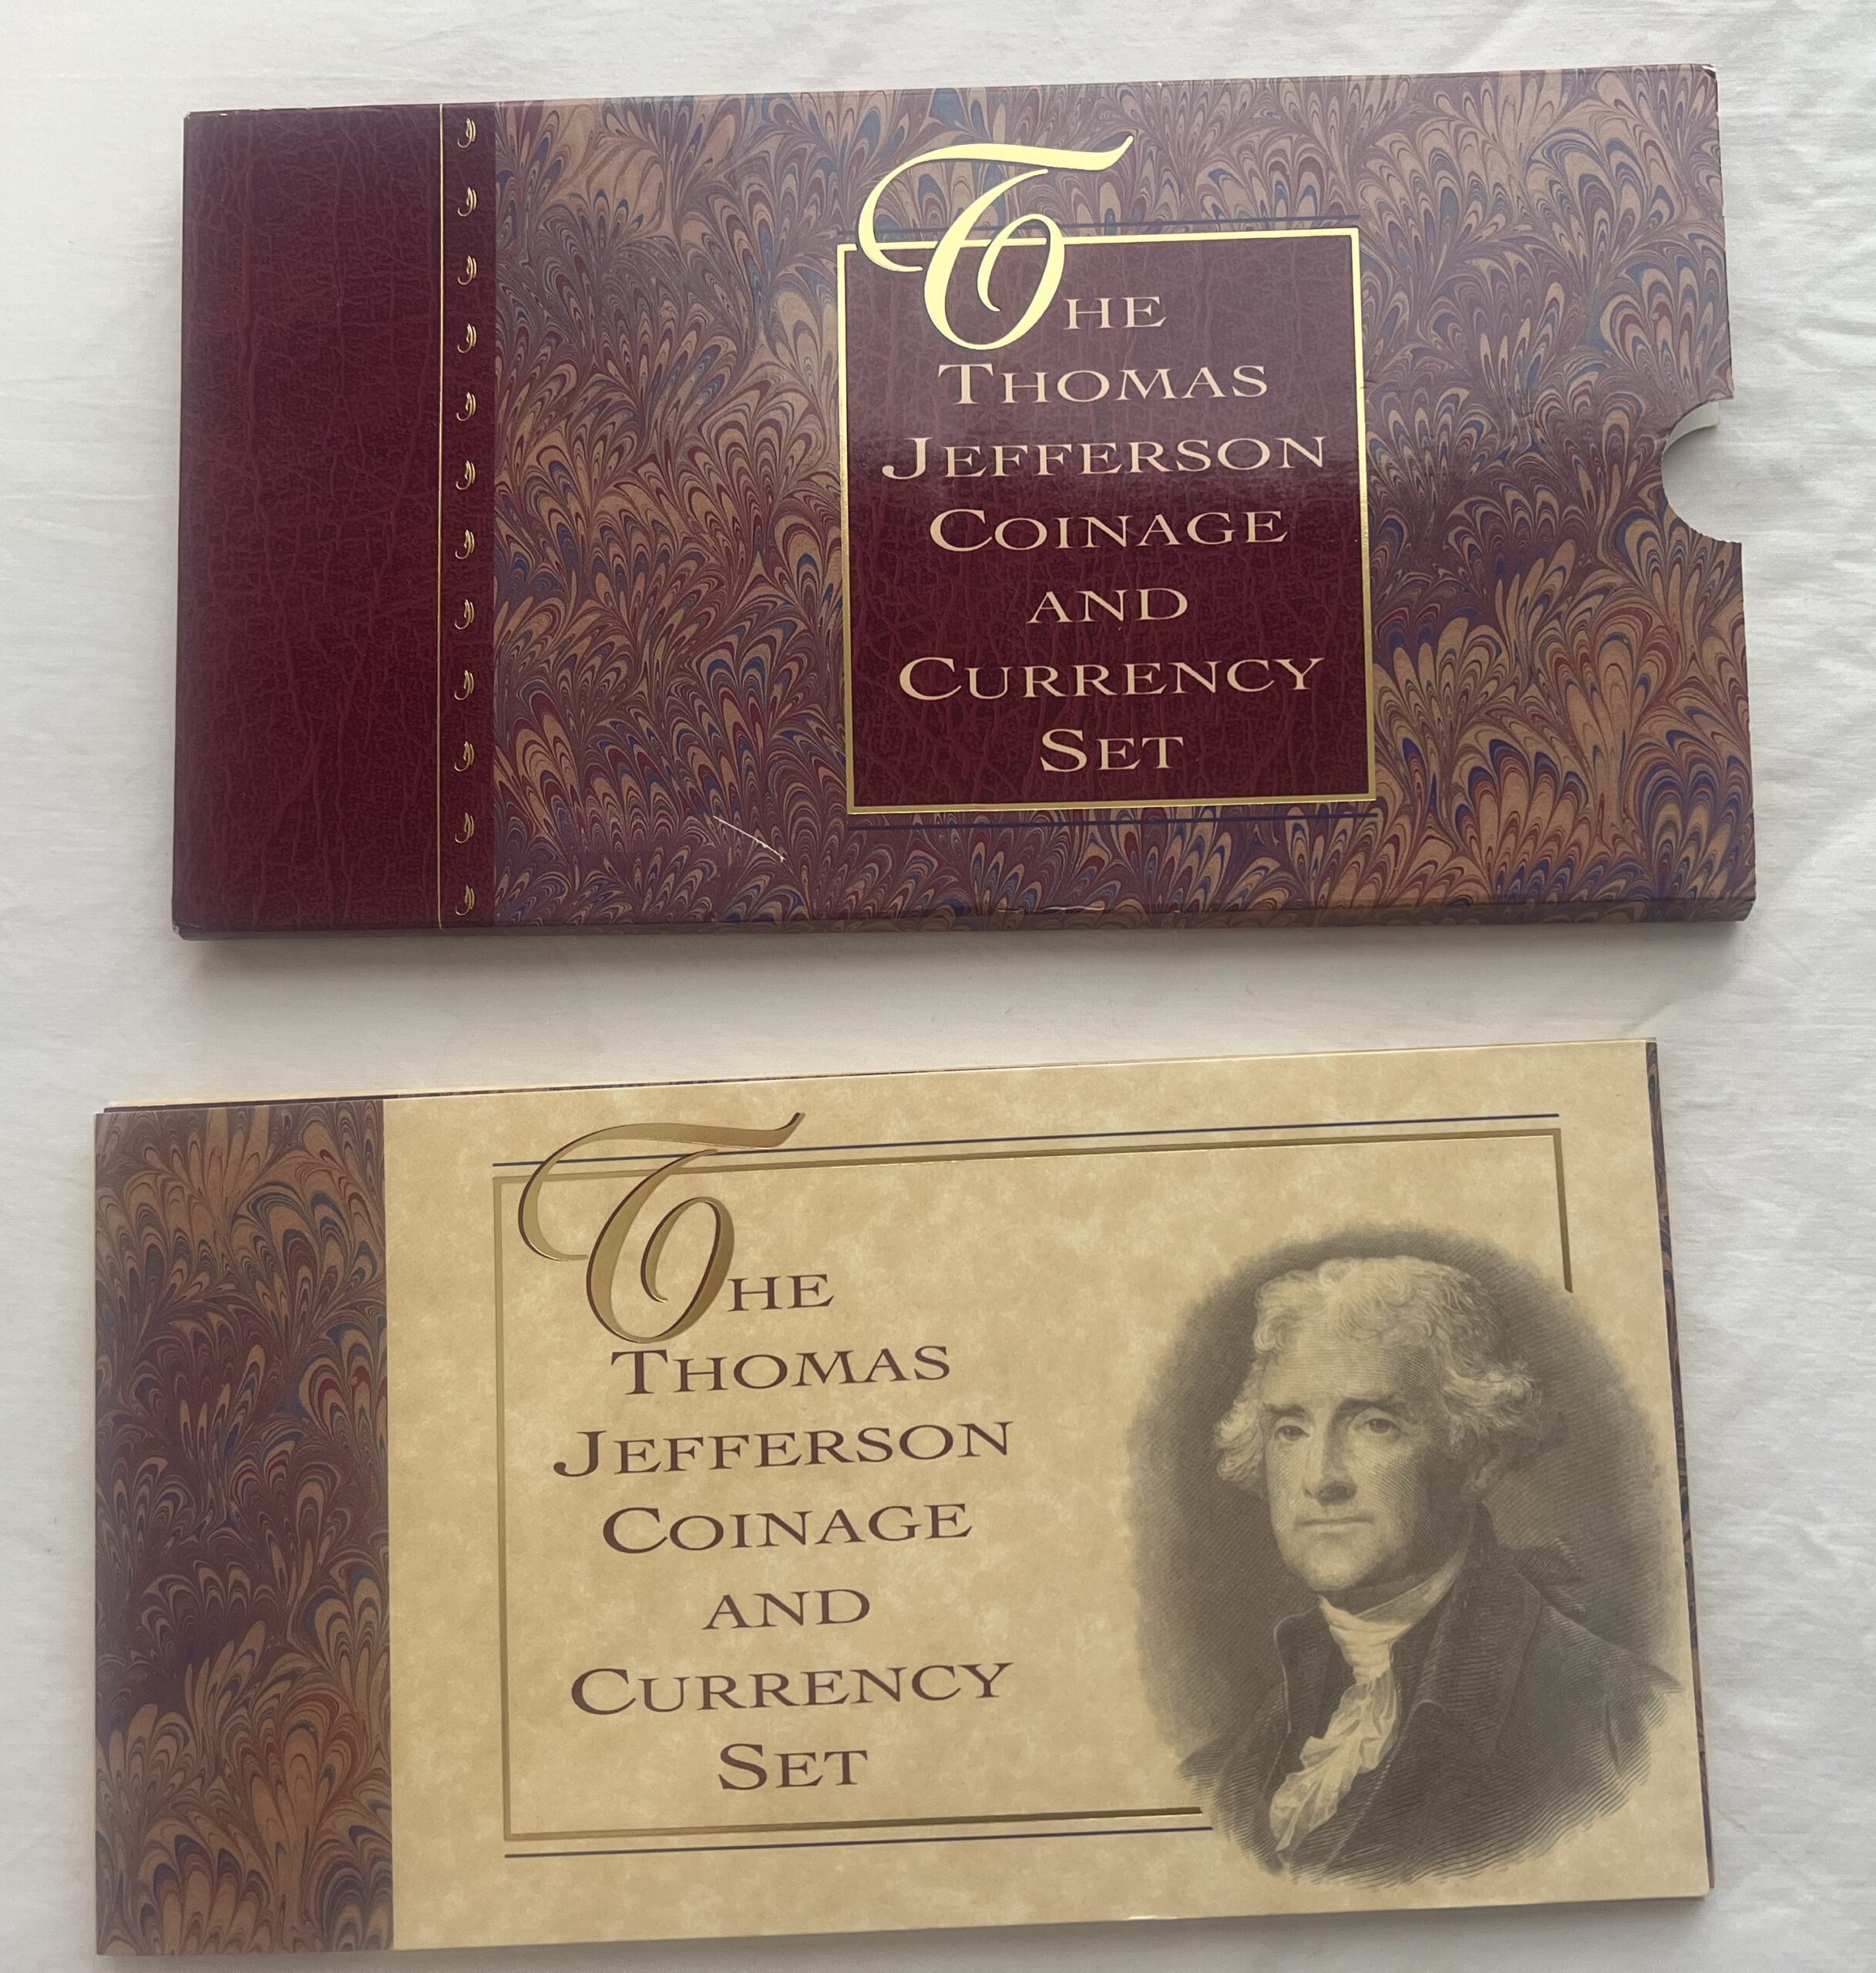 THE
THOMAS
JEFFERSON
COINAGE
AND
CURRENCY
SET
THE
THOMAS
JEFFERSON
COINAGE
AND
CURRENCY
SET